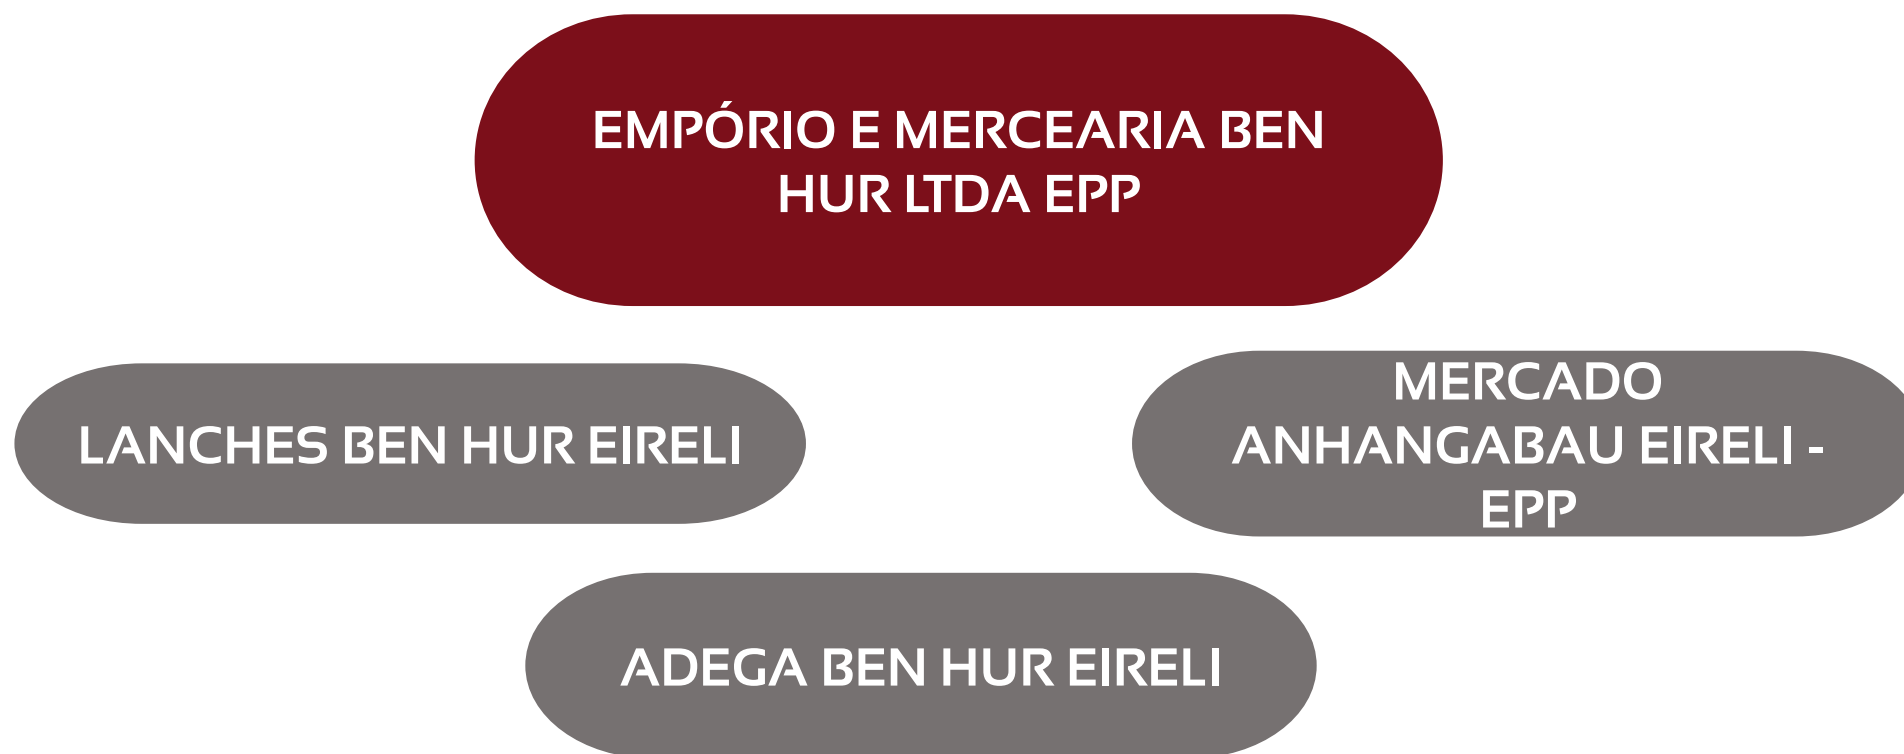 EMPÓRIO E MERCEARIA BEN
HUR LTDA EPP
LANCHES BEN HUR EIRELI
MERCADO
ANHANGABAU EIRELI -
EPP
ADEGA BEN HUR EIRELI